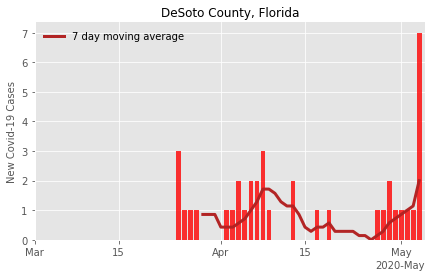 DeSoto County, Florida
7 day moving average
New Covid-19 Cases
7
6
5
4
3
2
1
0
Mar
15
Apr
15
May
2020-May